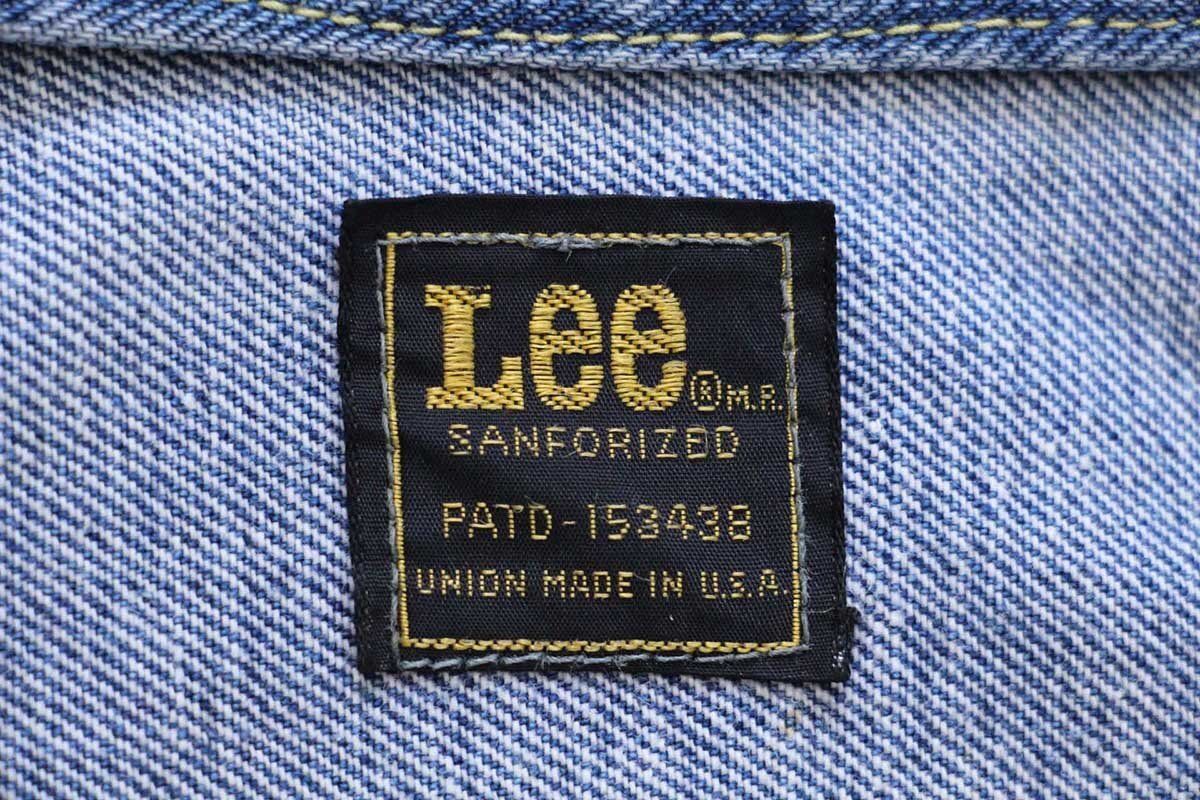 Lee® M.R.
SANFORIZED
PATD-153438
UNION MADE IN U.S.A.